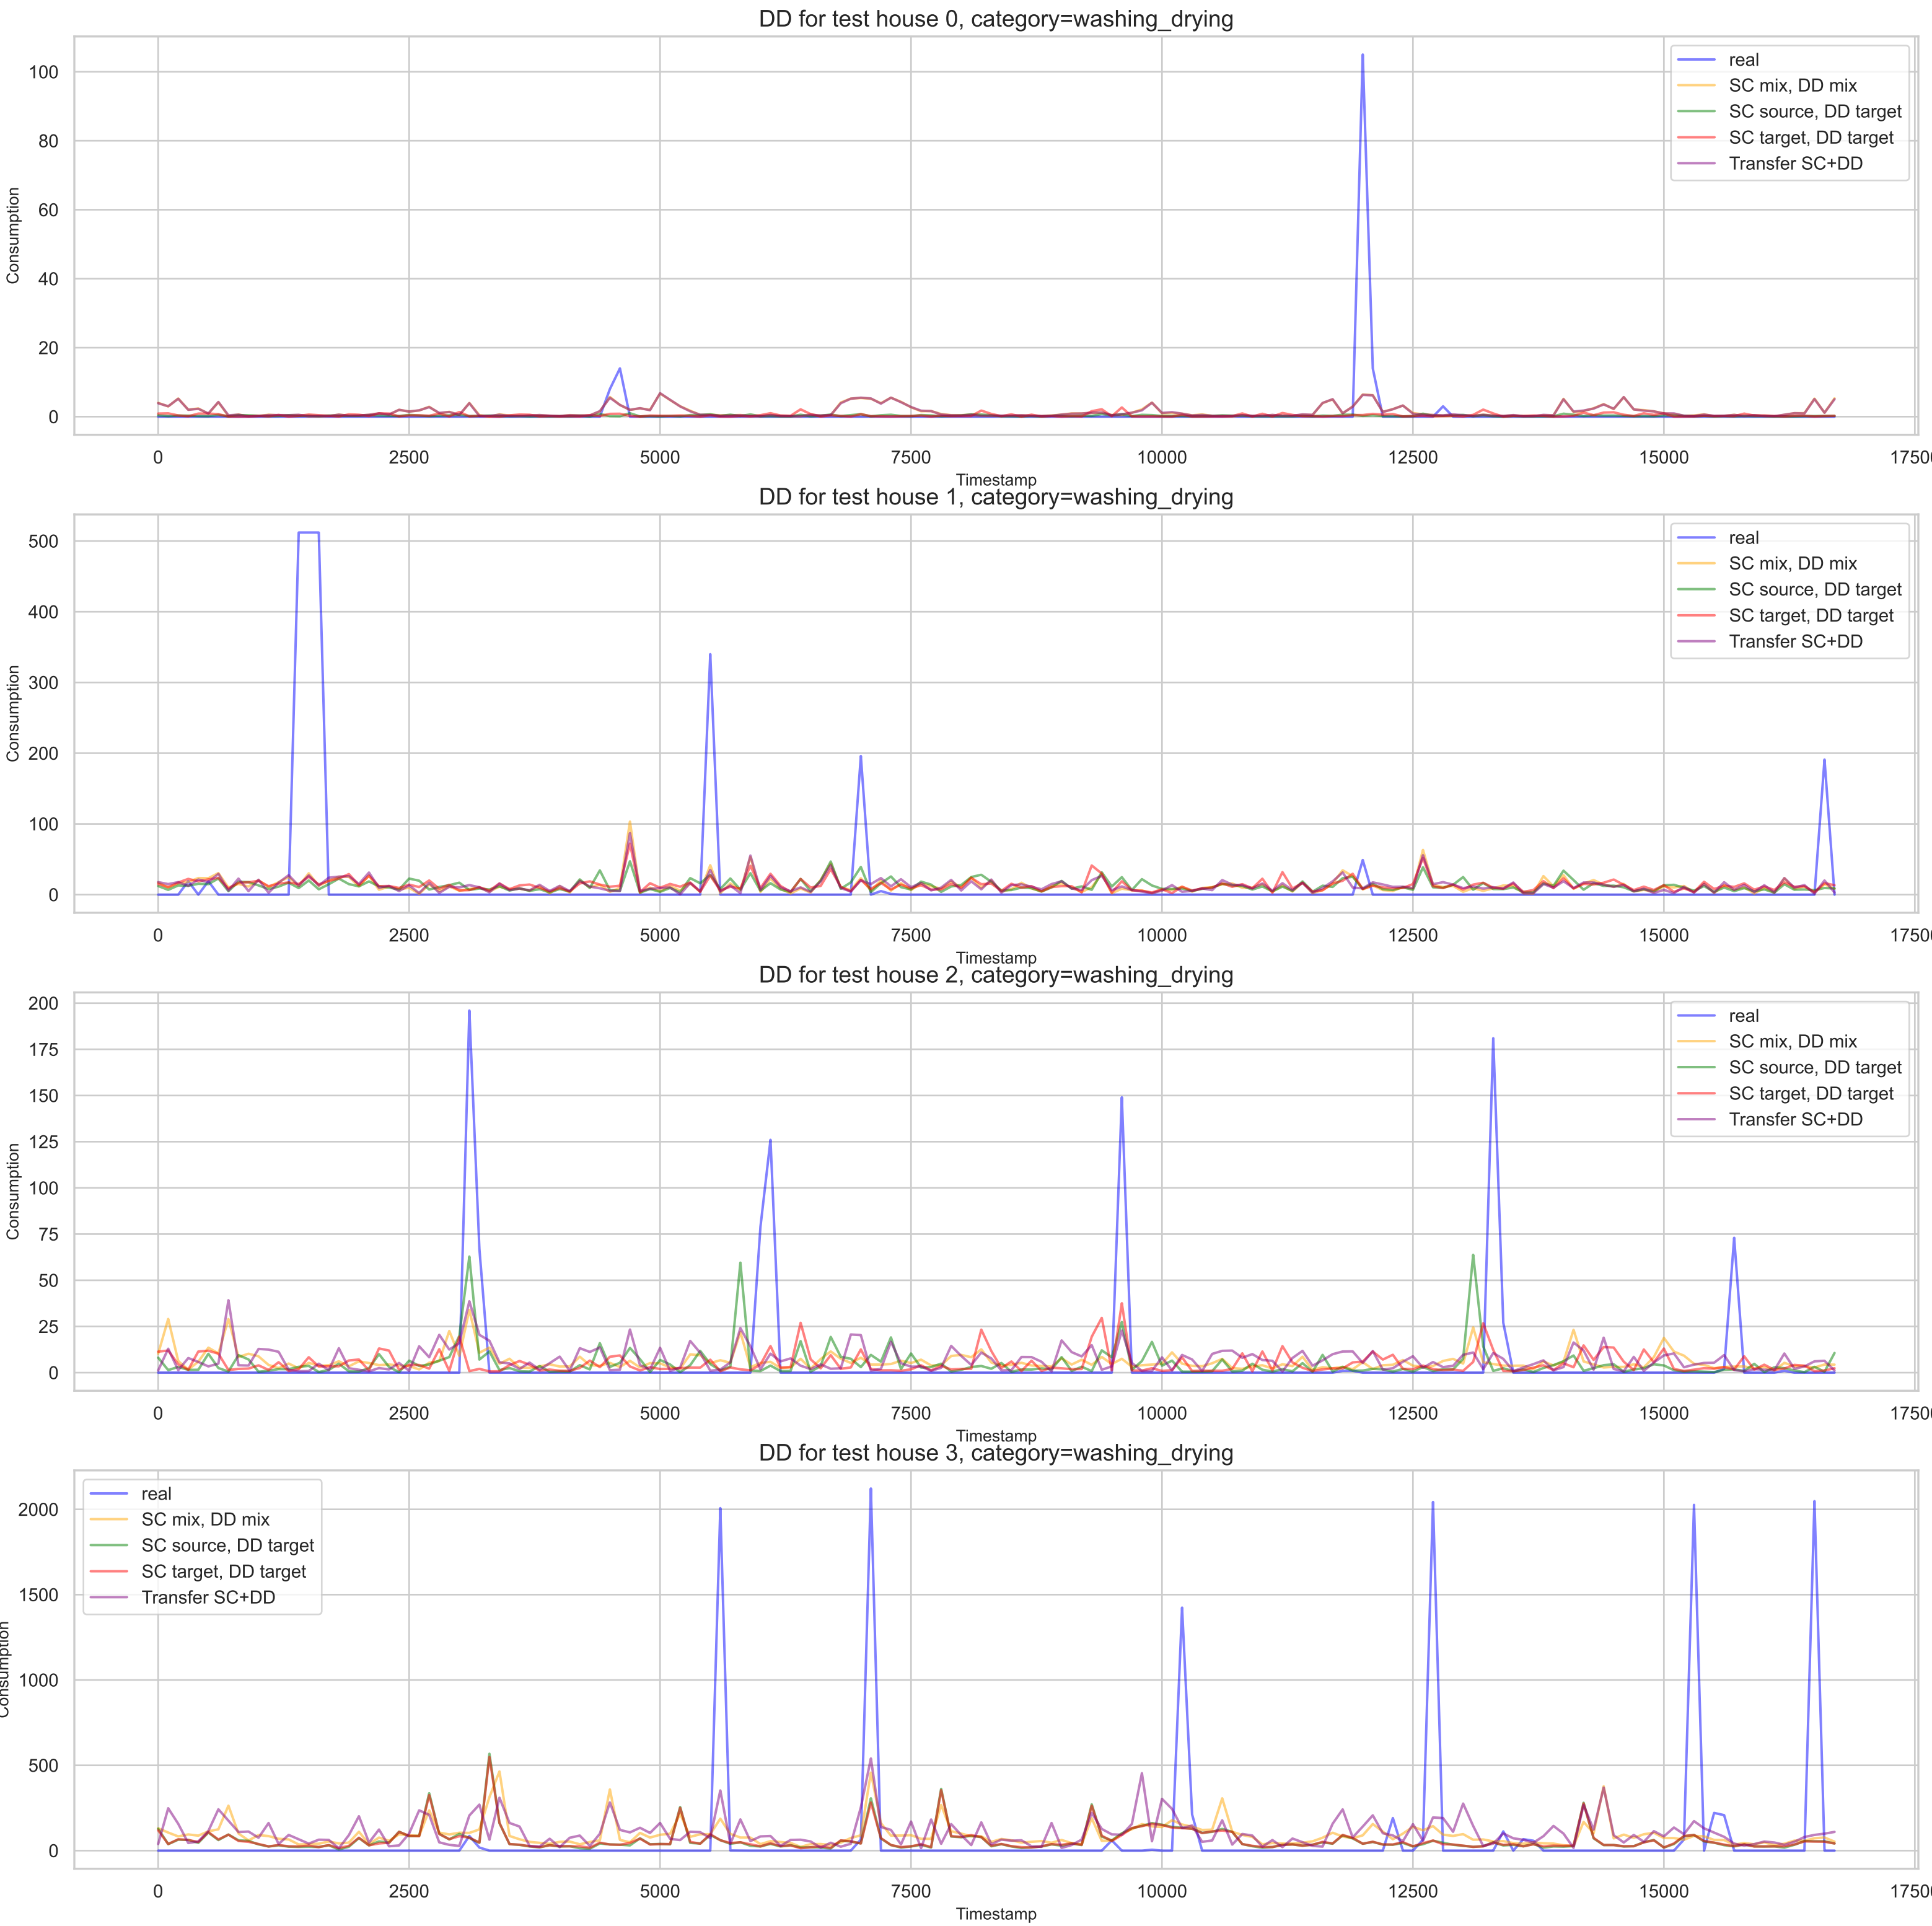 DD for test house 0, category=washing_drying
100
80
60
40
20
0
Consumption
real
SC mix, DD mix
SC source, DD target
SC target, DD target
Transfer SC+DD
0 2500 5000 7500 10000 12500 15000 1750
Timestamp
DD for test house 1, category=washing_drying
500
400
300
200
100
0
Consumption
real
SC mix, DD mix
SC source, DD target
SC target, DD target
Transfer SC+DD
0 2500 5000 7500 10000 12500 15000 1750
Timestamp
DD for test house 2, category=washing_drying
200
175
150
125
100
75
50
25
0
Consumption
real
SC mix, DD mix
SC source, DD target
SC target, DD target
Transfer SC+DD
0 2500 5000 7500 10000 12500 15000 1750
Timestamp
DD for test house 3, category=washing_drying
2000
1500
1000
500
0
Consumption
real
SC mix, DD mix
SC source, DD target
SC target, DD target
Transfer SC+DD
0 2500 5000 7500 10000 12500 15000 1750
Timestamp